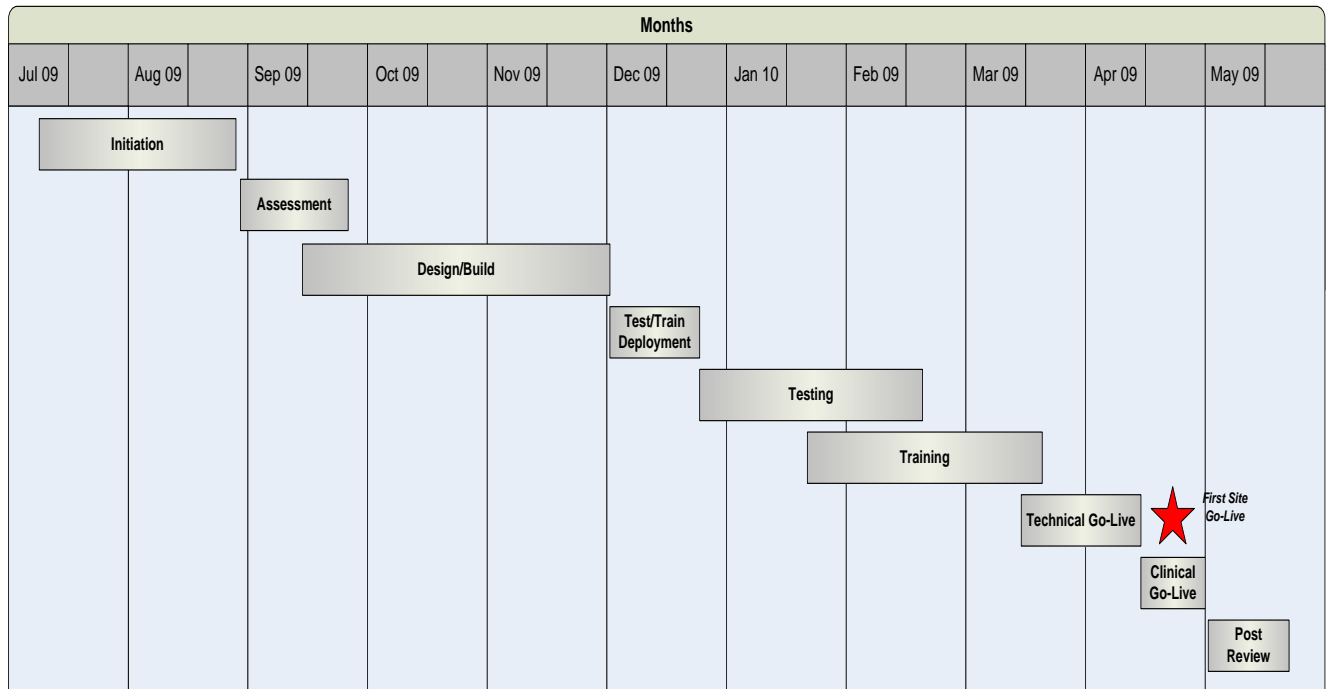 Months
Jul 09 Aug 09 Sep 09 Oct 09 Nov 09 Dec 09 Jan 10 Feb 09 Mar 09 Apr 09 May 09
Initiation
Assessment
Design/Build
Test/Train
Deployment
Testing
Training
Technical Go-Live
First Site
Go-Live
Clinical
Go-Live
Post
Review